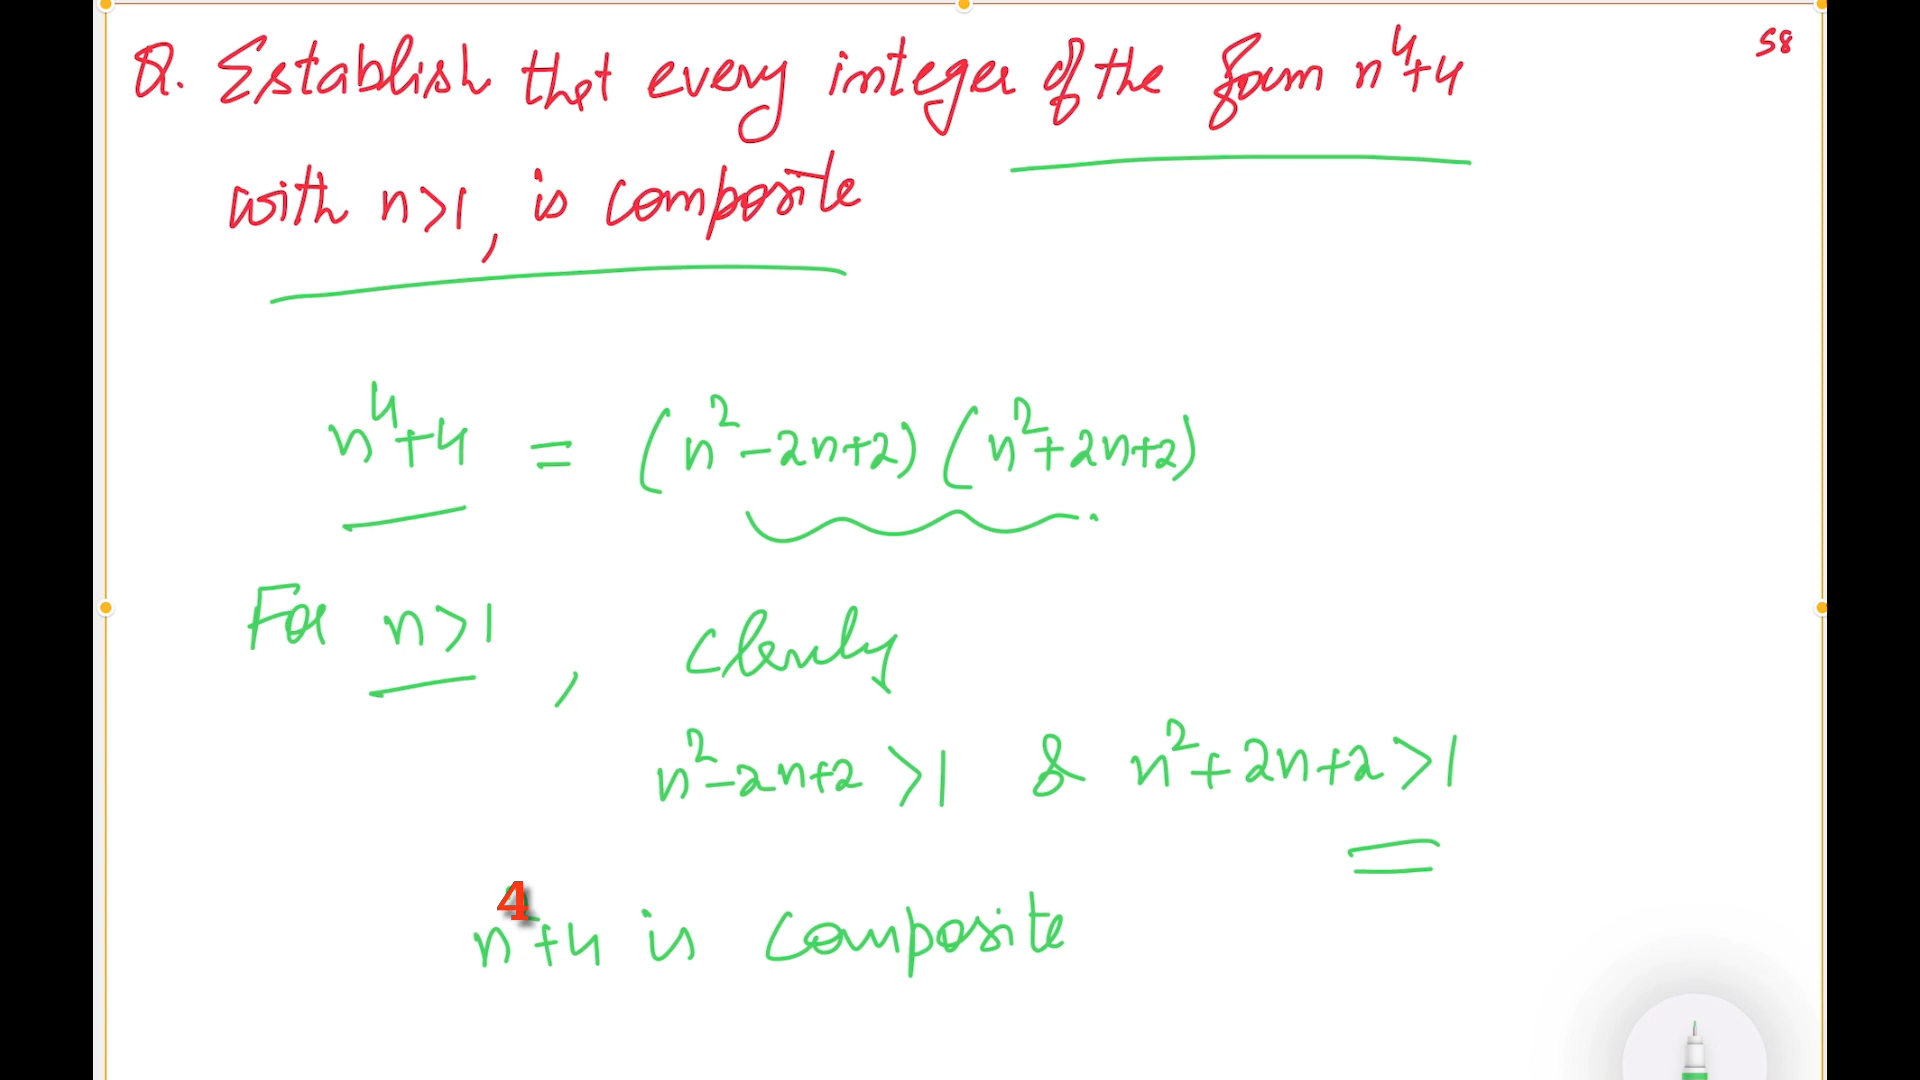 58
Q. Establish that every integer of the form n⁴+4
with n>1, is composite
n⁴+4 = (n²-2n+2)(n²+2n+2)
For n>1, clearly
n²-2n+2 >1 & n²+2n+2>1
n⁴+4 is composite